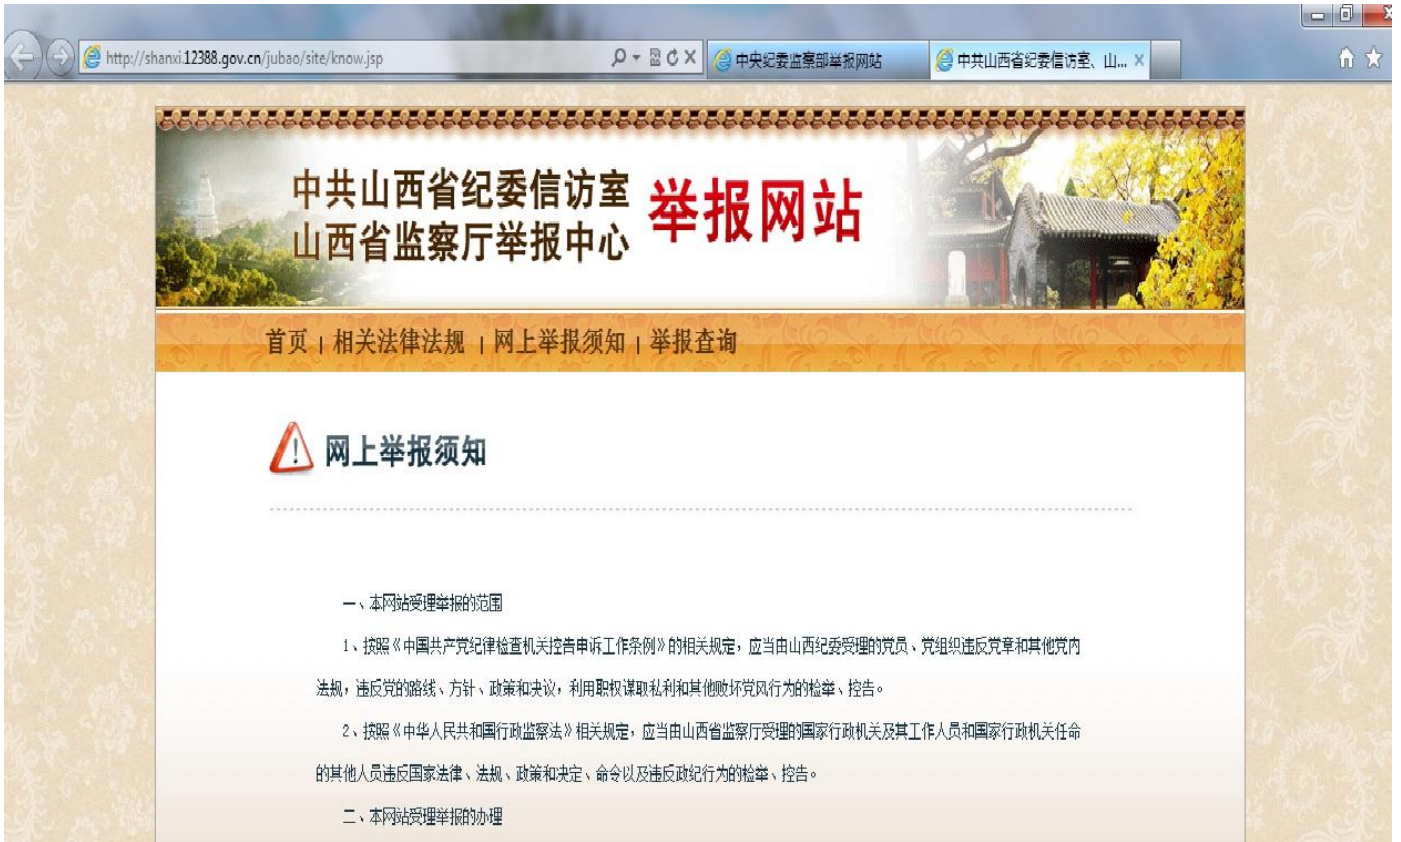 http://shanxi.12388.gov.cn/jubao/site/know.jsp
中央纪委监察部举报网站
中共山西省纪委信访室、山...
中共山西省纪委信访室
山西省监察厅举报中心
举报网站
首页 | 相关法律法规 | 网上举报须知 | 举报查询
网上举报须知
一、本网站受理举报的范围
1、按照《中国共产党纪律检查机关控告申诉工作条例》的相关规定，应当由山西纪委受理的党员、党组织违反党章和其他党内
法规，违反党的路线、方针、政策和决议，利用职权谋取私利和其他败坏党风行为的检举、控告。
2、按照《中华人民共和国行政监察法》相关规定，应当由山西省监察厅受理的国家行政机关及其工作人员和国家行政机关任命
的其他人员违反国家法律、法规、政策和决定、命令以及违反政纪行为的检举、控告。
二、本网站受理举报的办理